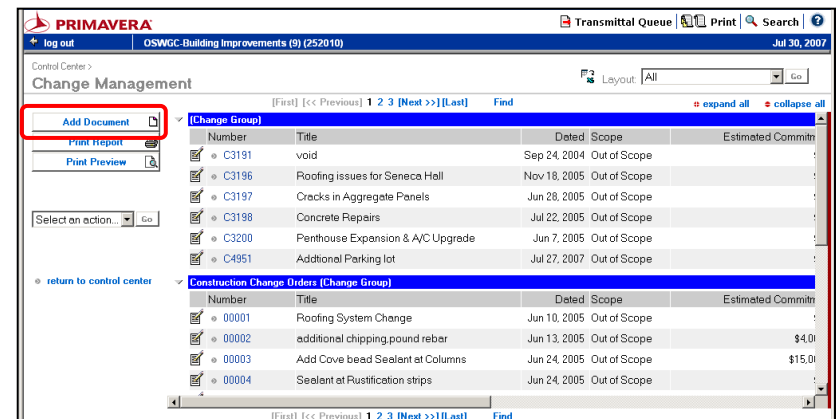 PRIMAVERA Transmittal Queue Print Search ?
log out OSWGC-Building Improvements (9) (252010) Jul 30, 2007
Control Center >
Change Management Layout: All Go
[First] [<< Previous] 1 2 3 [Next >>] [Last] Find expand all collapse all
Add Document
Print Report
Print Preview
Select an action... Go
return to control center
(Change Group)
Number Title Dated Scope Estimated
C3191 void Sep 24, 2004 Out of Scope
C3196 Roofing issues for Seneca Hall Nov 18, 2005 Out of Scope
C3197 Cracks in Aggregate Panels Jun 28, 2005 Out of Scope
C3198 Concrete Repairs Jul 22, 2005 Out of Scope
C3200 Penthouse Expansion & A/C Upgrade Jun 7, 2005 Out of Scope
C4951 Addtional Parking lot Jul 27, 2007 Out of Scope
Construction Change Orders (Change Group)
Number Title Dated Scope Estimated
00001 Roofing System Change Jun 10, 2005 Out of Scope
00002 additional chipping,pound rebar Jun 13, 2005 Out of Scope $4,0
00003 Add Cove bead Sealant at Columns Jun 24, 2005 Out of Scope $15,0
00004 Sealant at Rustification strips Jun 24, 2005 Out of Scope
[First] [<< Previous] 1 2 3 [Next >>] [Last] Find